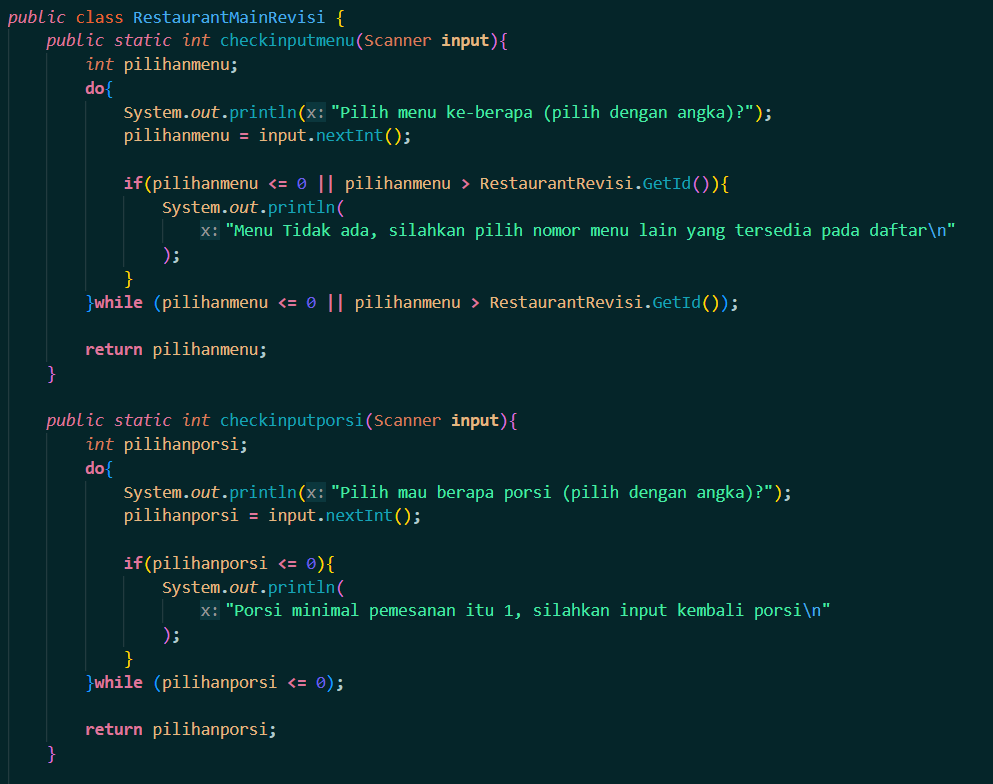 public class RestaurantMainRevisi {
public static int checkinputmenu(Scanner input){
int pilihanmenu;
do{
System.out.println(x: "Pilih menu ke-berapa (pilih dengan angka)?");
pilihanmenu = input.nextInt();
if(pilihanmenu <= 0 || pilihanmenu > RestaurantRevisi.GetId()){
System.out.println(
x: "Menu Tidak ada, silahkan pilih nomor menu lain yang tersedia pada daftar\n"
);
}
}while (pilihanmenu <= 0 || pilihanmenu > RestaurantRevisi.GetId());
return pilihanmenu;
}
public static int checkinputporsi(Scanner input){
int pilihanporsi;
do{
System.out.println(x: "Pilih mau berapa porsi (pilih dengan angka)?");
pilihanporsi = input.nextInt();
if(pilihanporsi <= 0){
System.out.println(
x: "Porsi minimal pemesanan itu 1, silahkan input kembali porsi\n"
);
}
}while (pilihanporsi <= 0);
return pilihanporsi;
}